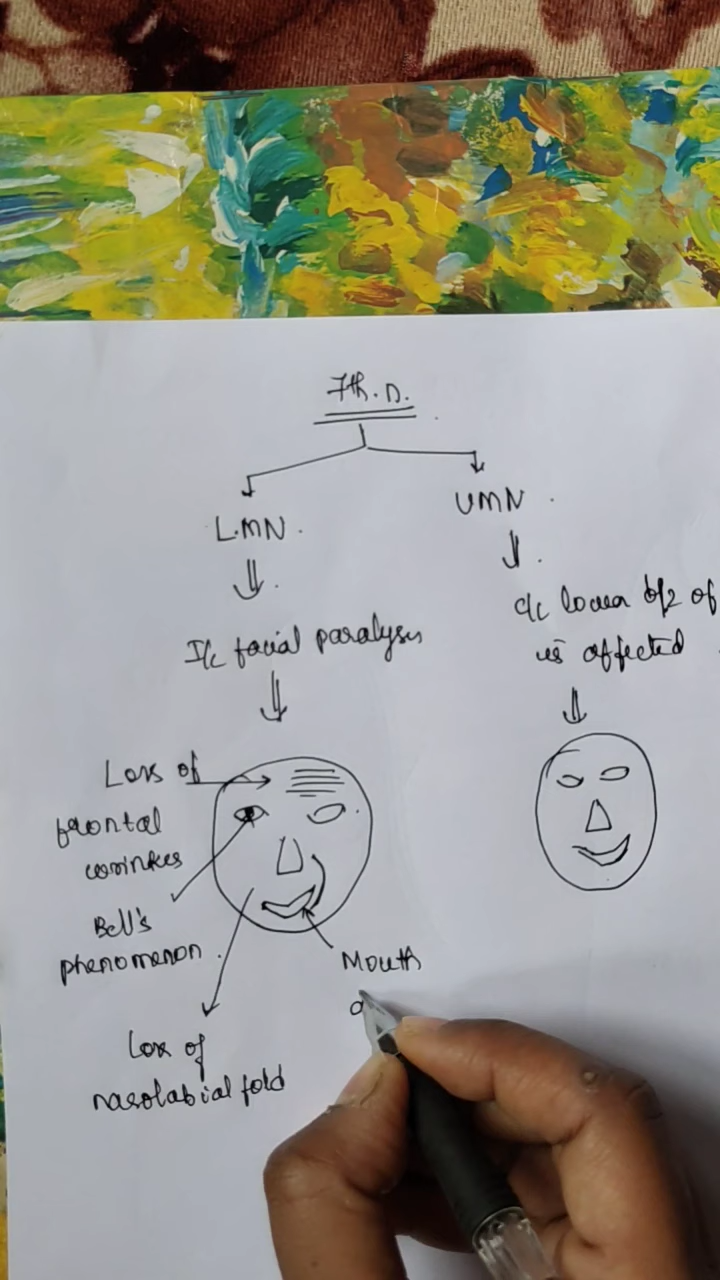 7th. n.
LMN.
UMN.
I/L facial paralysis
c/L lower 1/2 of
is affected
Loss of
frontal
wrinkles
Bell's
phenomenon.
Mouth
Loss of
nasolabial fold